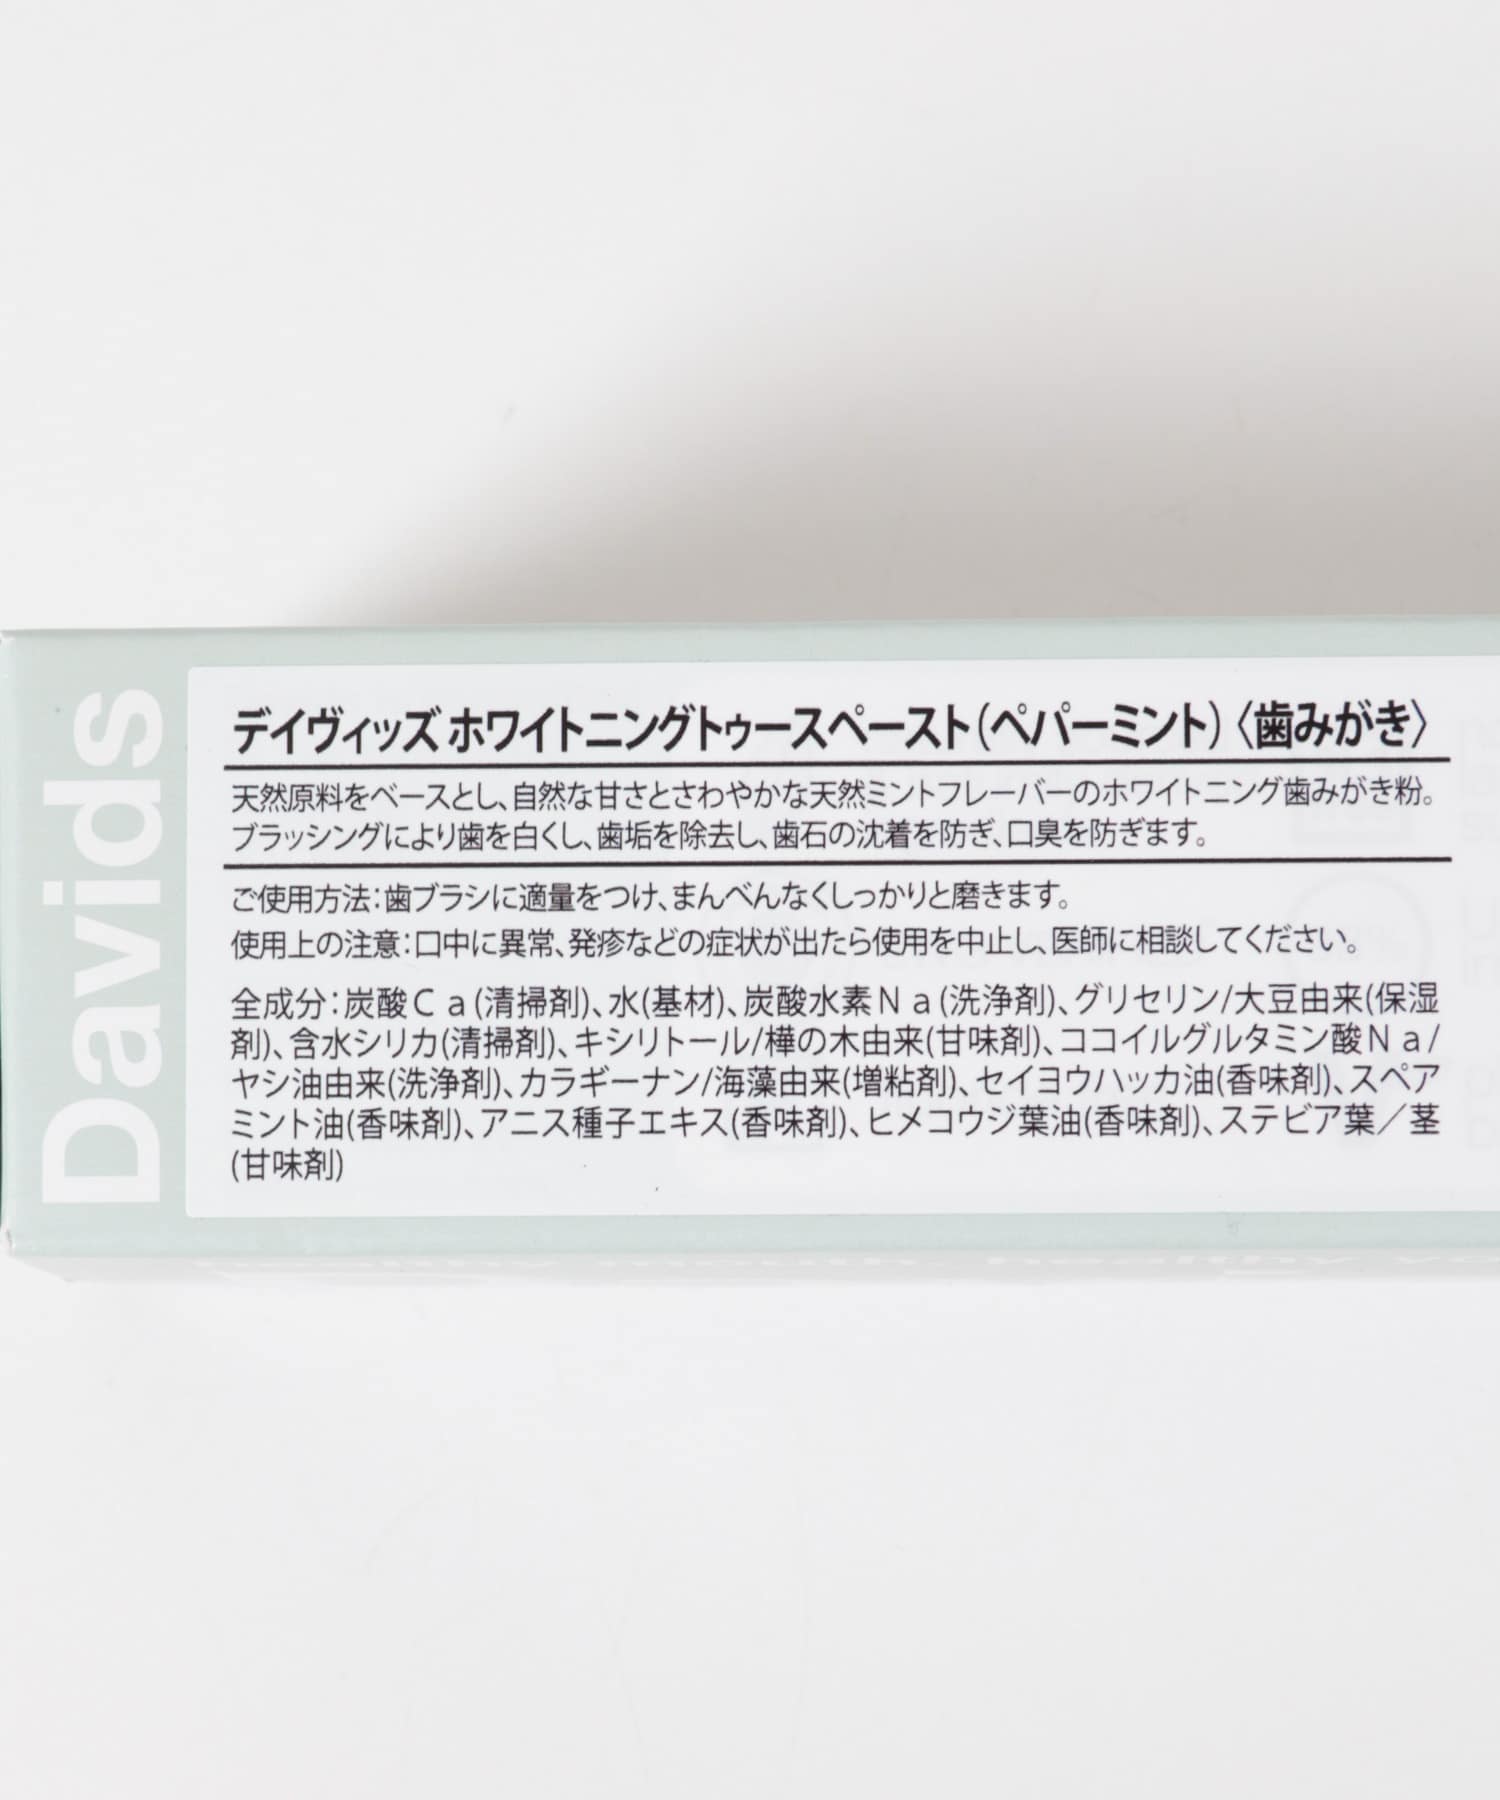 Davids
デイヴィッズ ホワイトニングトゥースペースト(ペパーミント)〈歯みがき〉
天然原料をベースとし、自然な甘さとさわやかな天然ミントフレーバーのホワイトニング歯みがき粉。
ブラッシングにより歯を白くし、歯垢を除去し、歯石の沈着を防ぎ、口臭を防ぎます。
ご使用方法:歯ブラシに適量をつけ、まんべんなくしっかりと磨きます。
使用上の注意:口中に異常、発疹などの症状が出たら使用を中止し、医師に相談してください。
全成分:炭酸Ca(清掃剤)、水(基材)、炭酸水素Na(洗浄剤)、グリセリン/大豆由来(保湿
剤)、含水シリカ(清掃剤)、キシリトール/樺の木由来(甘味剤)、ココイルグルタミン酸Na/
ヤシ油由来(洗浄剤)、カラギーナン/海藻由来(増粘剤)、セイヨウハッカ油(香味剤)、スペア
ミント油(香味剤)、アニス種子エキス(香味剤)、ヒメコウジ葉油(香味剤)、ステビア葉／茎
(甘味剤)